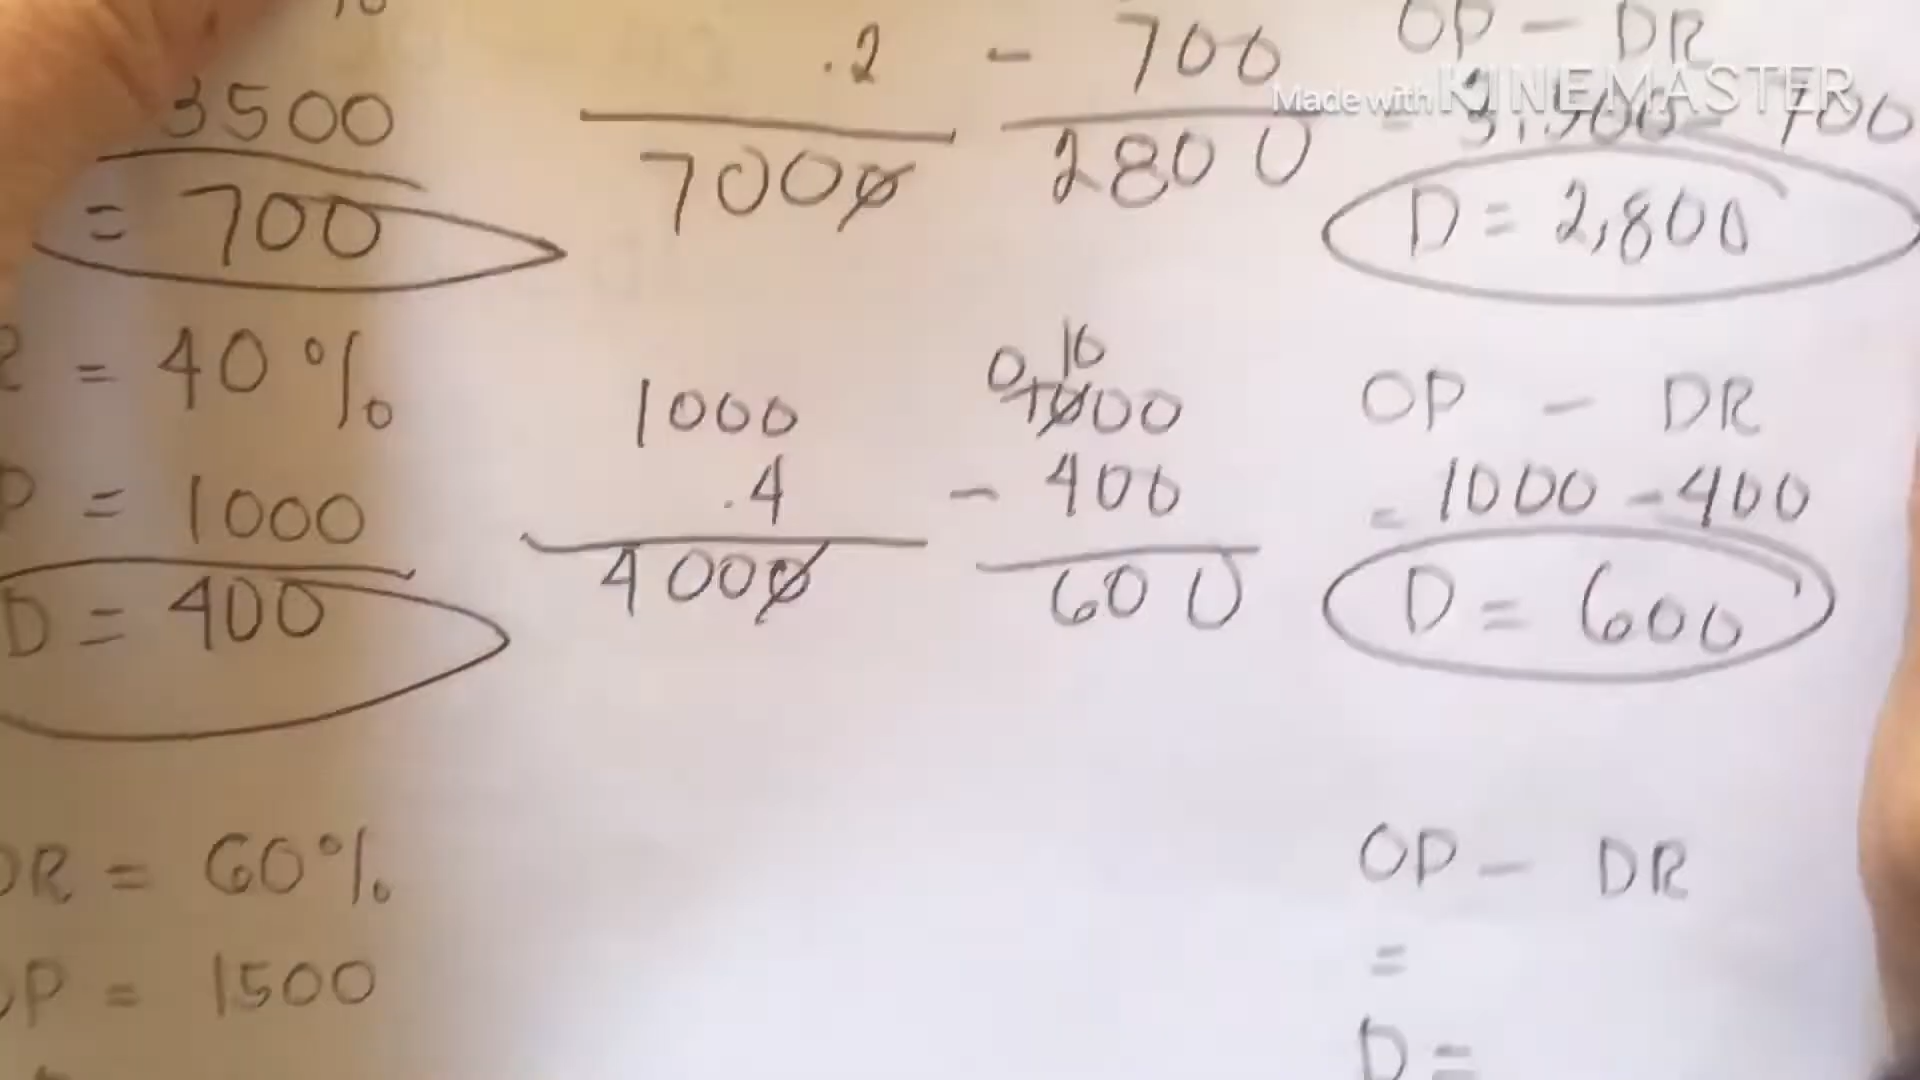 .2 - 700 OP - DR
Made with KINEMASTER
3500
7000 2800
= 700 D = 2,800
= 40%
0 10
1000 1000 OP - DR
= 1000 .4 - 400 = 1000 - 400
D = 400 4000 600 D = 600
DR = 60% OP - DR
OP = 1500 =
D =